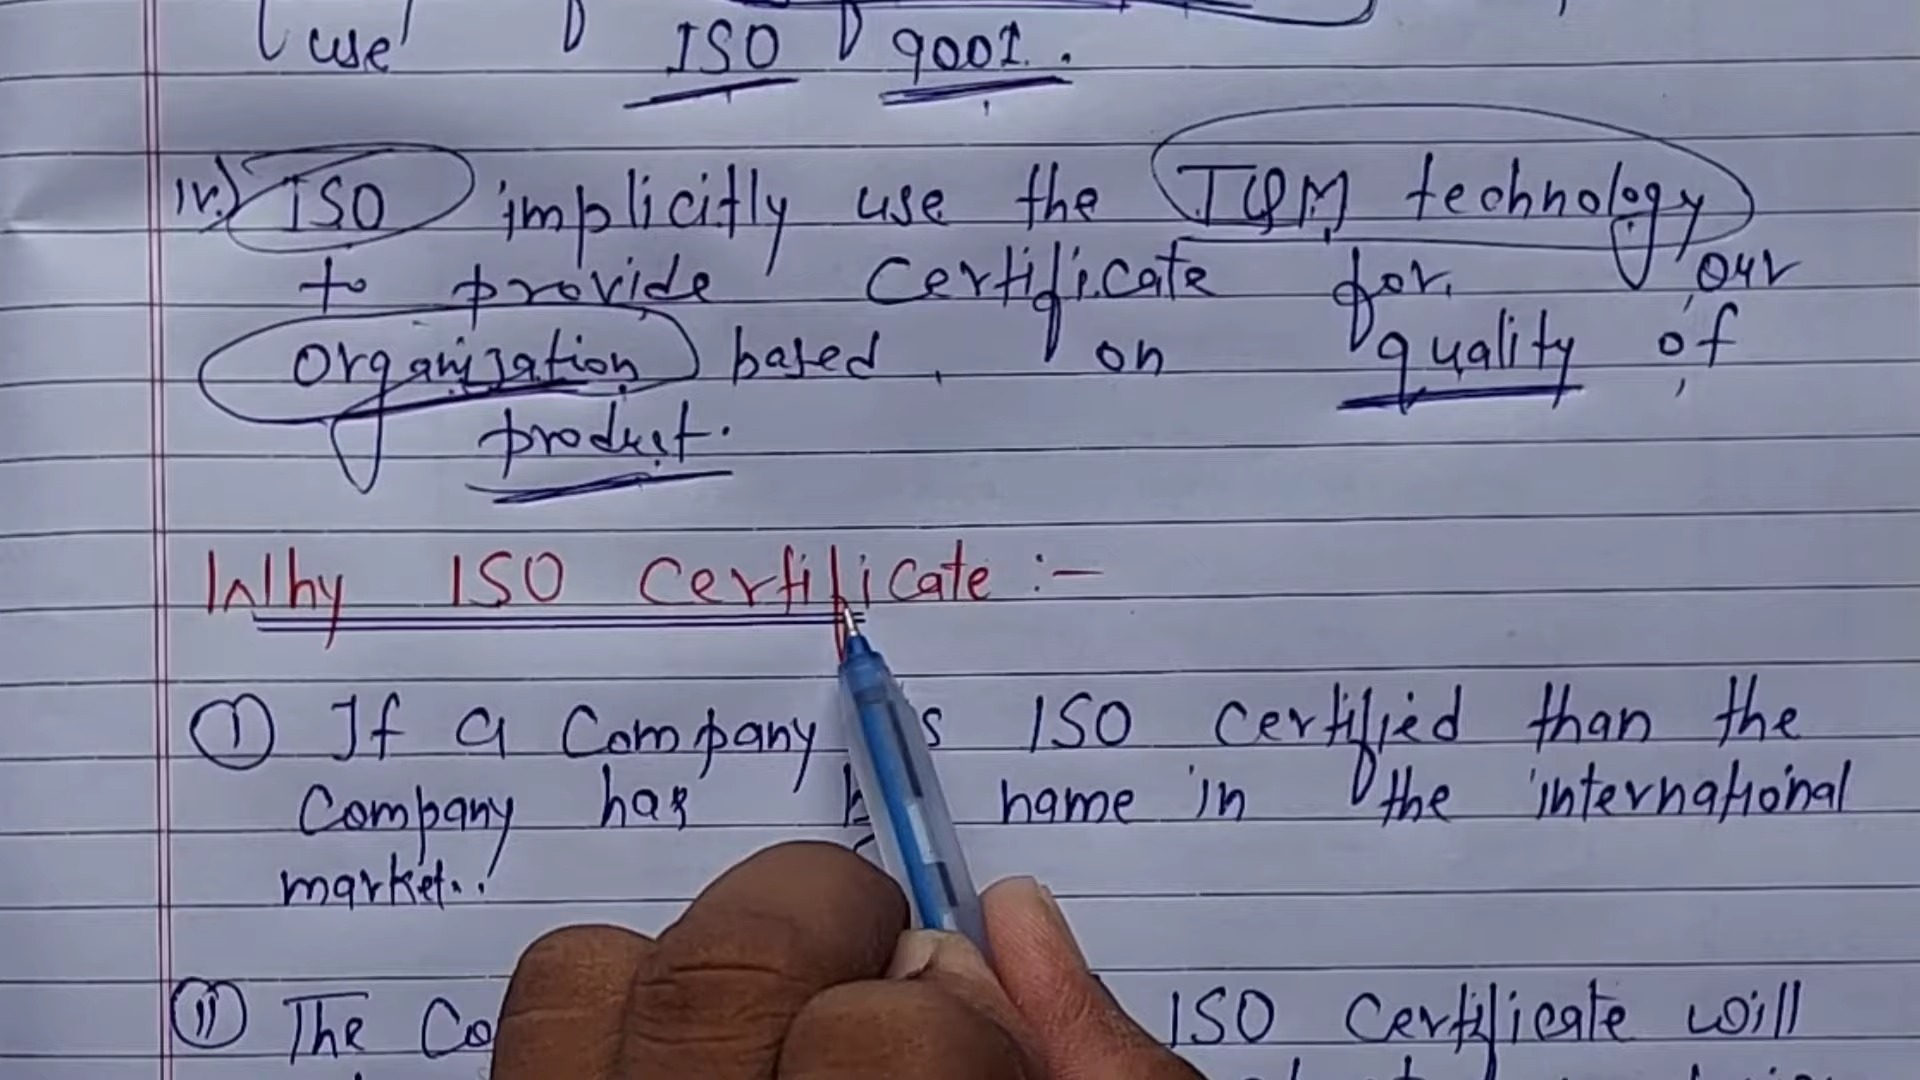 use ISO 9001.
iv.) ISO implicitly use the TQM technology
to provide Certificate for our
Organization based on quality of
product.
Why ISO Certificate :-
(i) If a Company is ISO Certified than the
Company has name in the international
market..
(ii) The ISO Certificate will